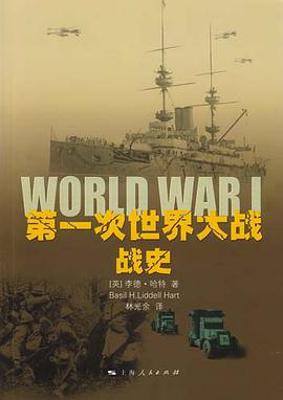 WORLD WAR I
第一次世界大战
战史
[英] 李德·哈特 著
Basil H.Liddell Hart
林光余 译
上海人民出版社